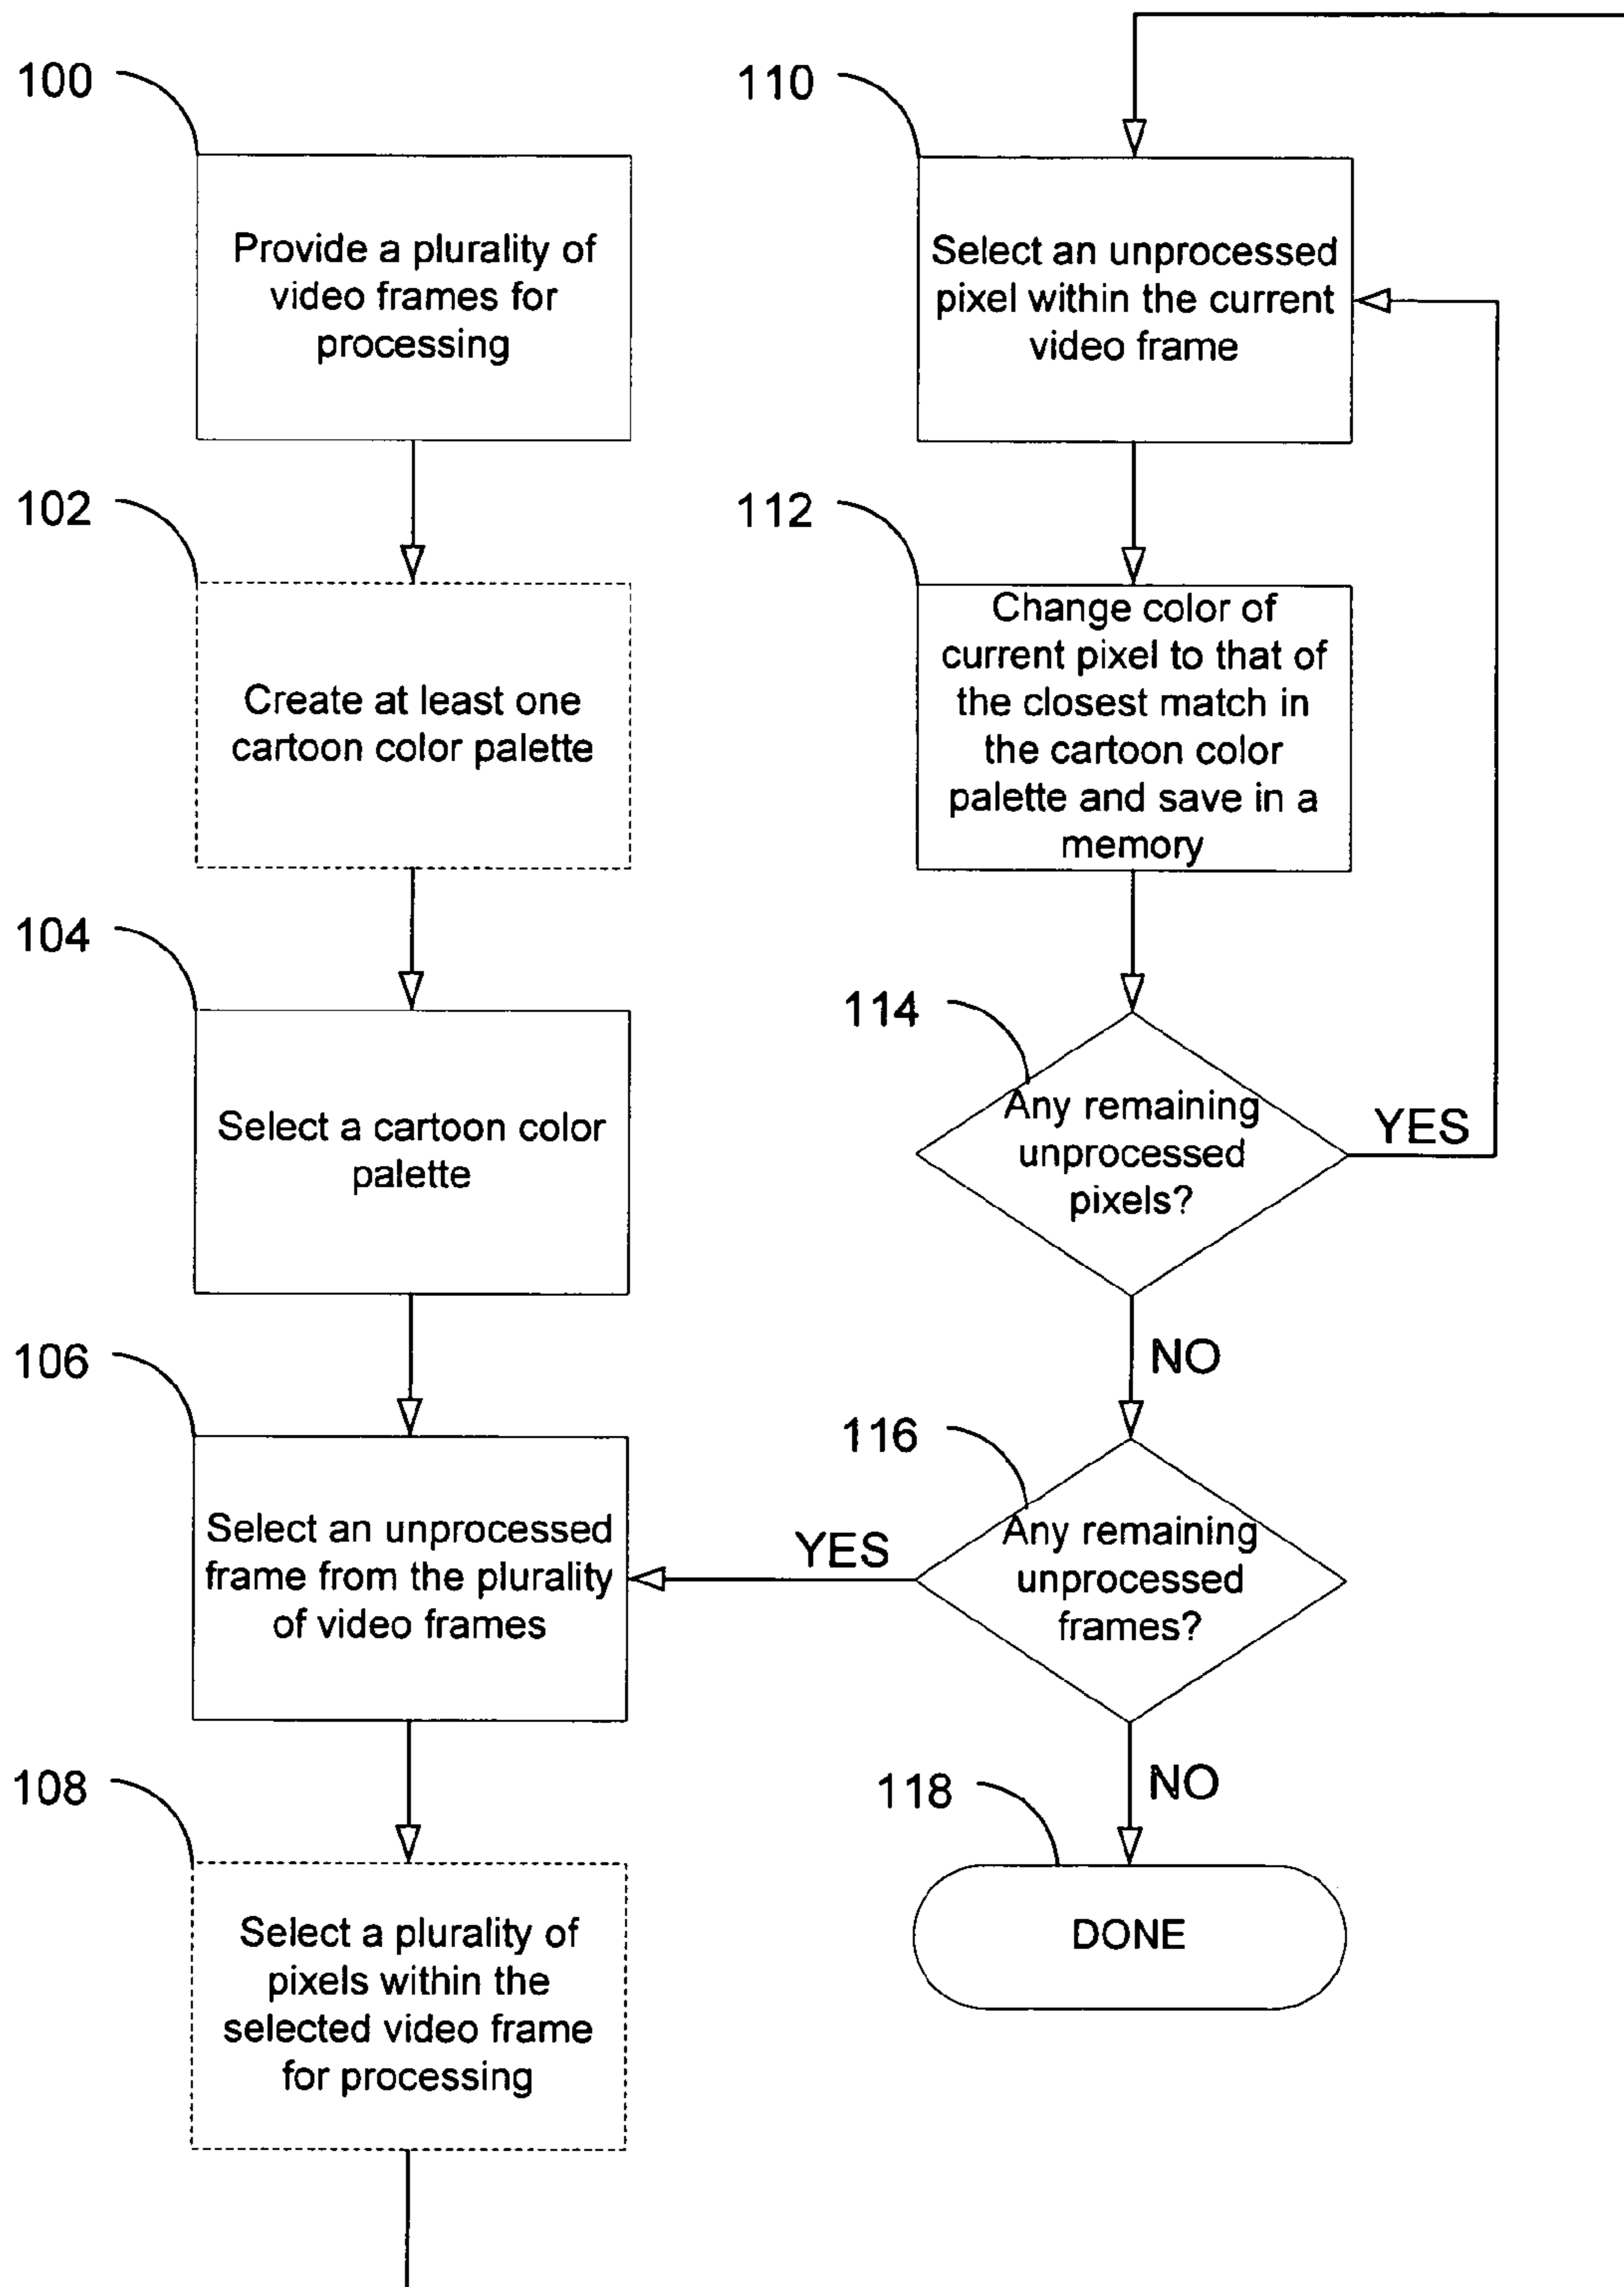 100
Provide a plurality of
video frames for
processing
102
Create at least one
cartoon color palette
104
Select a cartoon color
palette
106
Select an unprocessed
frame from the plurality
of video frames
108
Select a plurality of
pixels within the
selected video frame
for processing
110
Select an unprocessed
pixel within the current
video frame
112
Change color of
current pixel to that of
the closest match in
the cartoon color
palette and save in a
memory
114
Any remaining
unprocessed
pixels?
YES
NO
116
Any remaining
unprocessed
frames?
YES
NO
118
DONE